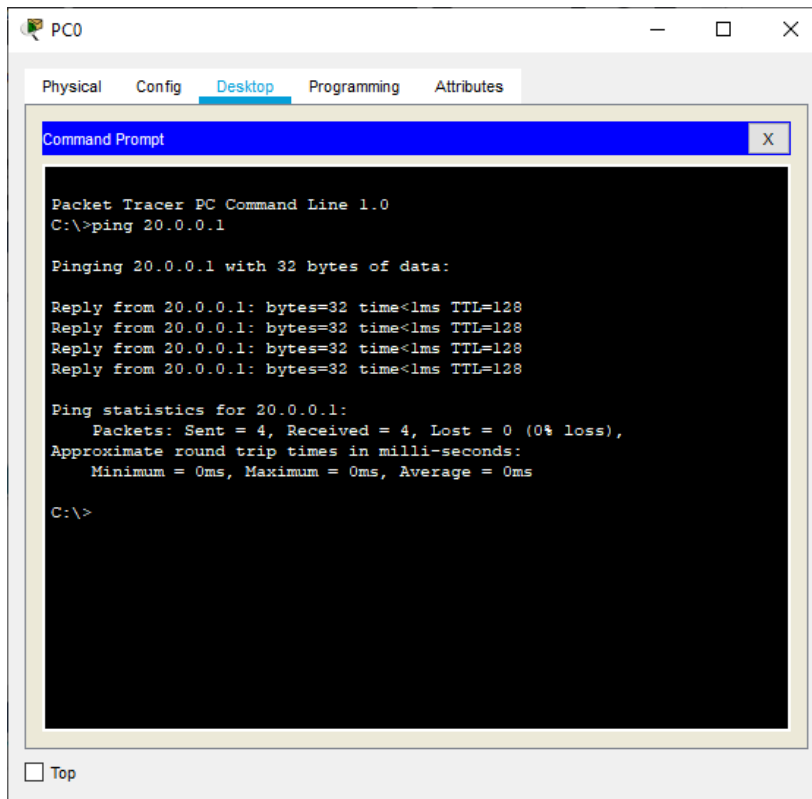 PC0
Physical Config Desktop Programming Attributes
Command Prompt
X
Packet Tracer PC Command Line 1.0
C:\>ping 20.0.0.1
Pinging 20.0.0.1 with 32 bytes of data:
Reply from 20.0.0.1: bytes=32 time<1ms TTL=128
Reply from 20.0.0.1: bytes=32 time<1ms TTL=128
Reply from 20.0.0.1: bytes=32 time<1ms TTL=128
Reply from 20.0.0.1: bytes=32 time<1ms TTL=128
Ping statistics for 20.0.0.1:
Packets: Sent = 4, Received = 4, Lost = 0 (0% loss),
Approximate round trip times in milli-seconds:
Minimum = 0ms, Maximum = 0ms, Average = 0ms
C:\>
Top